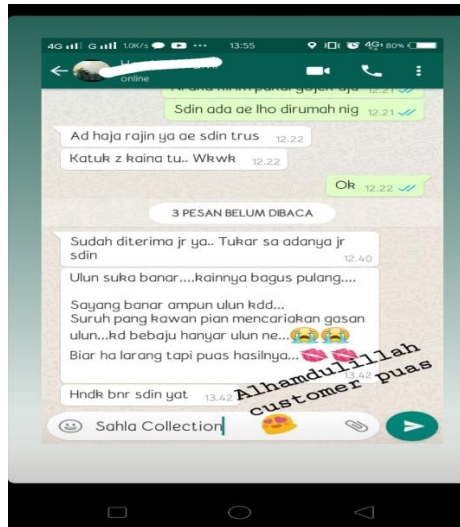 4G G 1.0K/s ... 13:55 4G+ 80%
online
12.21
Sdin ada ae lho dirumah nig 12.21
Ad haja rajin ya ae sdin trus 12.22
Katuk z kaina tu.. Wkwk 12.22
Ok 12.22
3 PESAN BELUM DIBACA
Sudah diterima jr ya.. Tukar sa adanya jr
sdin 12.40
Ulun suka banar....kainnya bagus pulang....
Sayang banar ampun ulun kdd...
Suruh pang kawan pian mencariakan gasan
ulun...kd bebaju hanyar ulun ne...
Biar ha larang tapi puas hasilnya...
13.42
Hndk bnr sdin yat 13.42
Alhamdulillah
customer puas
Sahla Collection